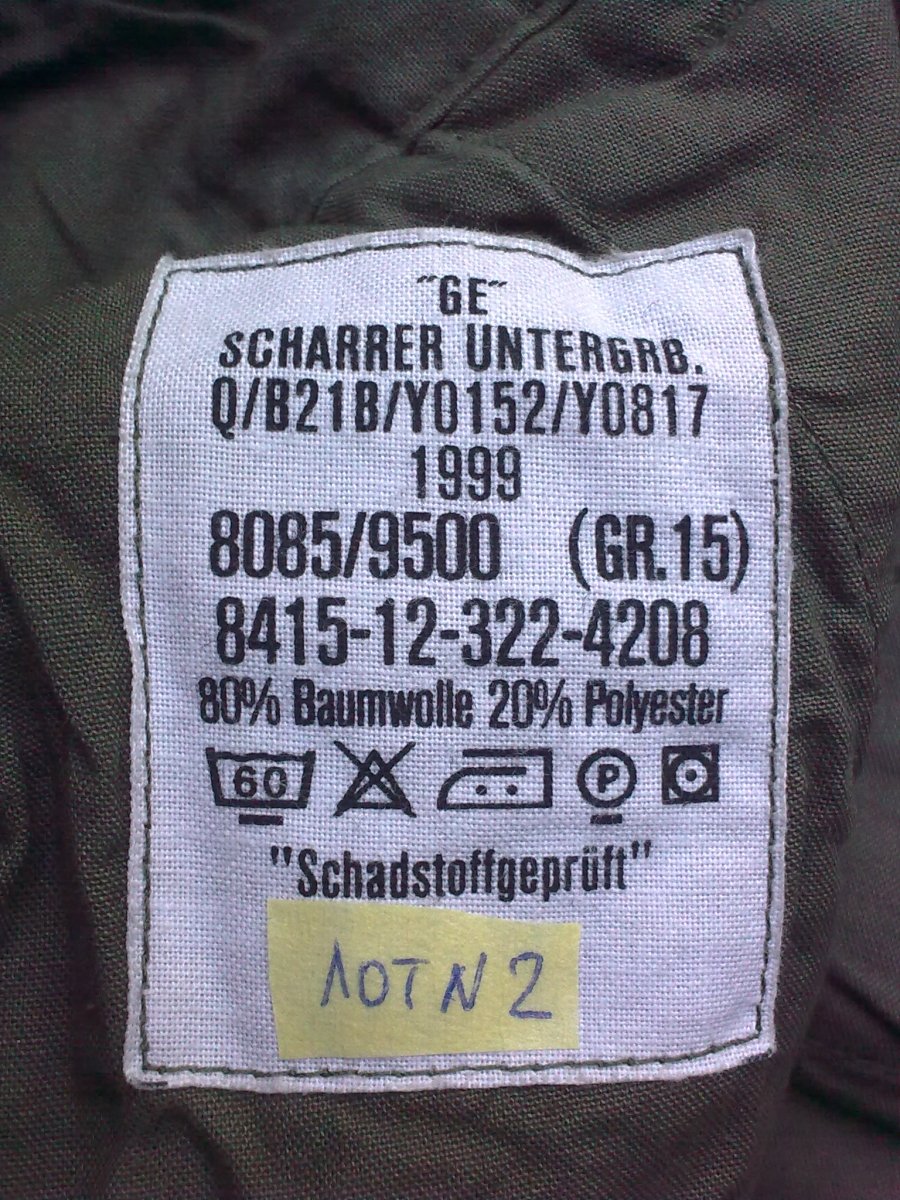 "GE"
SCHARRER UNTERGRB.
Q/B21B/Y0152/Y0817
1999
8085/9500 (GR.15)
8415-12-322-4208
80% Baumwolle 20% Polyester
60 P
"Schadstoffgeprüft"
ЛОТ N 2